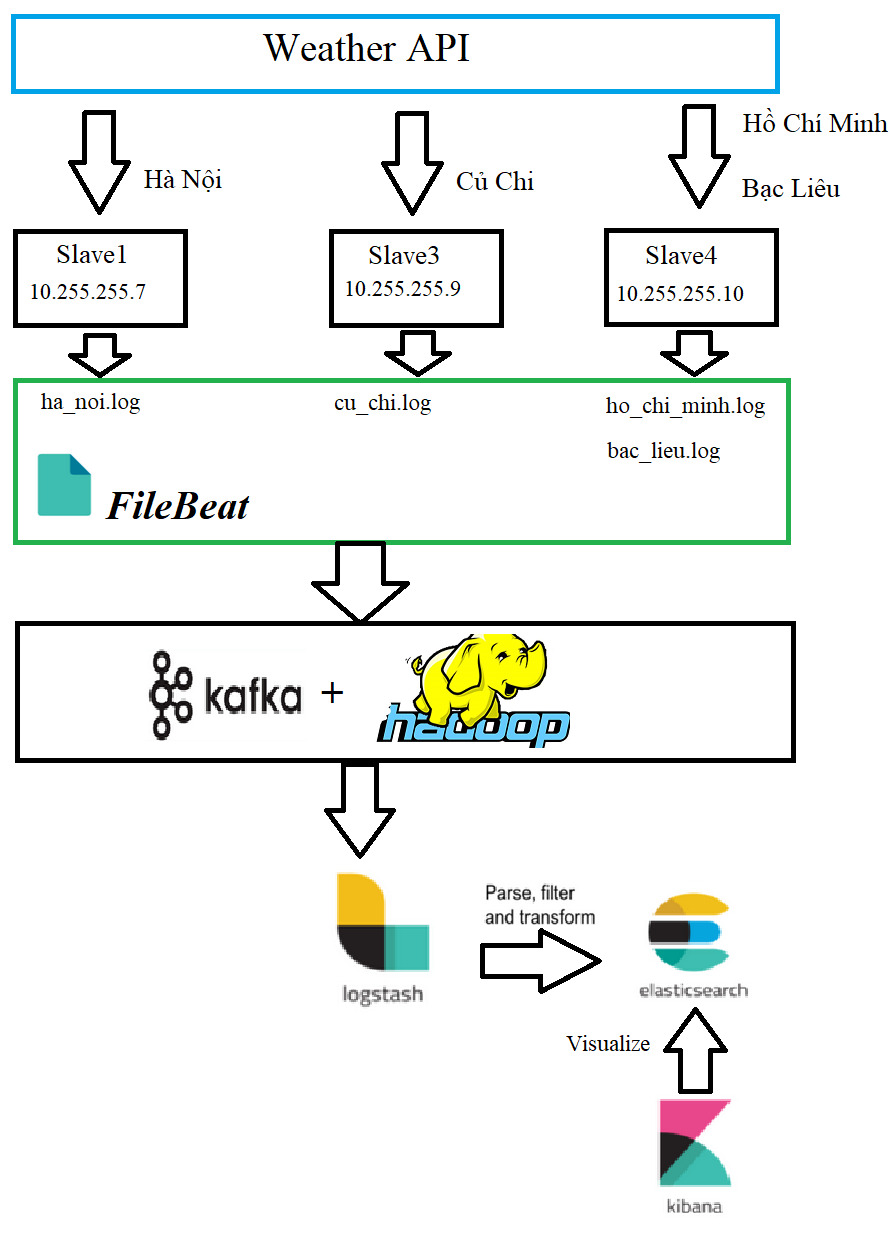 Weather API
Hà Nội
Củ Chi
Hồ Chí Minh
Bạc Liêu
Slave1
10.255.255.7
Slave3
10.255.255.9
Slave4
10.255.255.10
ha_noi.log
cu_chi.log
ho_chi_minh.log
bac_lieu.log
FileBeat
kafka
+
hadoop
Parse, filter
and transform
logstash
elasticsearch
Visualize
kibana